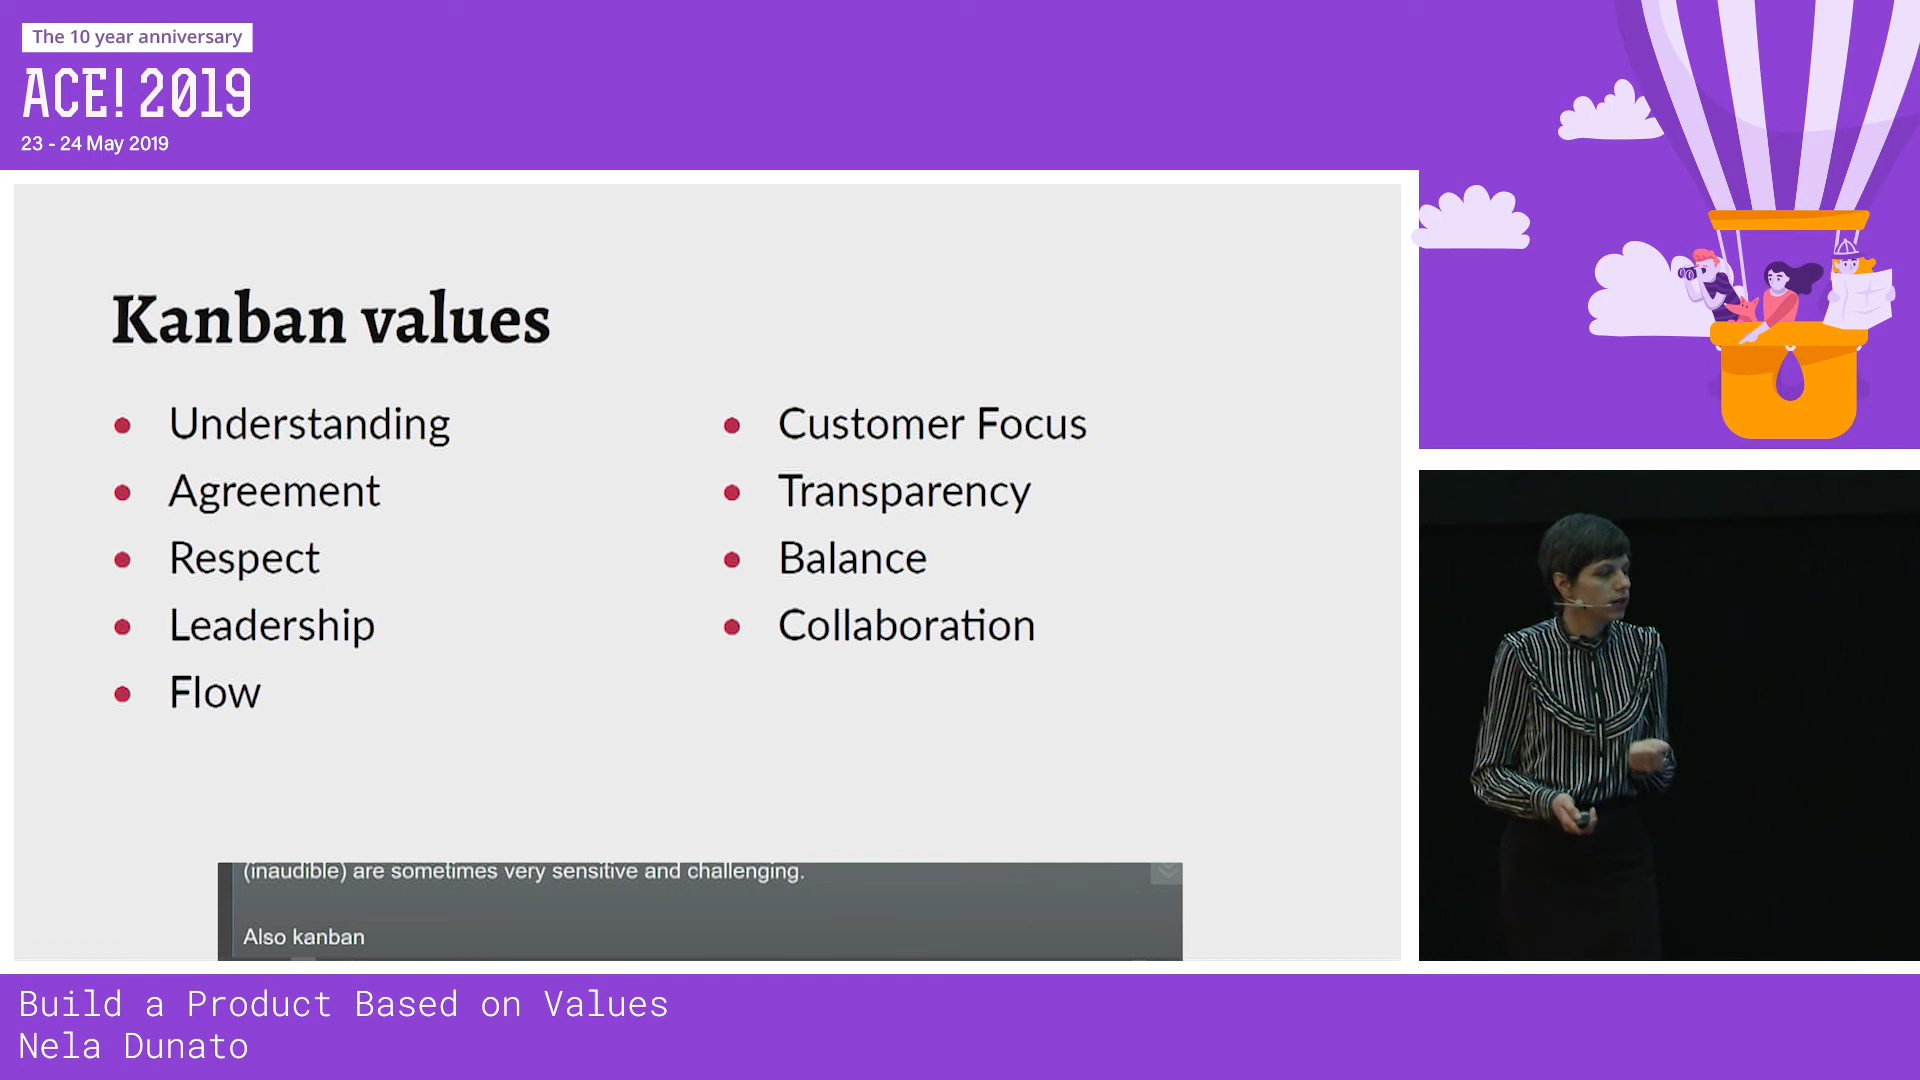 The 10 year anniversary
ACE! 2019
23 - 24 May 2019
Kanban values
Understanding
Agreement
Respect
Leadership
Flow
Customer Focus
Transparency
Balance
Collaboration
(inaudible) are sometimes very sensitive and challenging.
Also kanban
Build a Product Based on Values
Nela Dunato